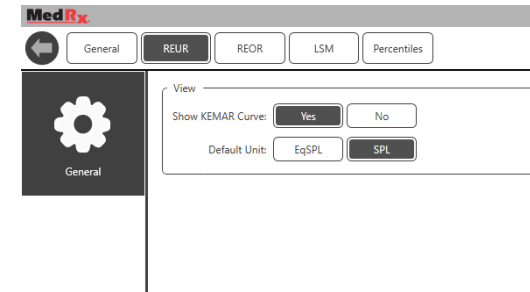 MedRx
General REUR REOR LSM Percentiles
View
Show KEMAR Curve: Yes No
Default Unit: EqSPL SPL
General